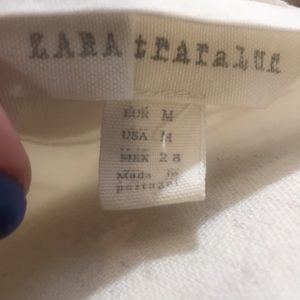 ZARA trafaluc
EUR M
USA M
MEX 28
Made in
portugal